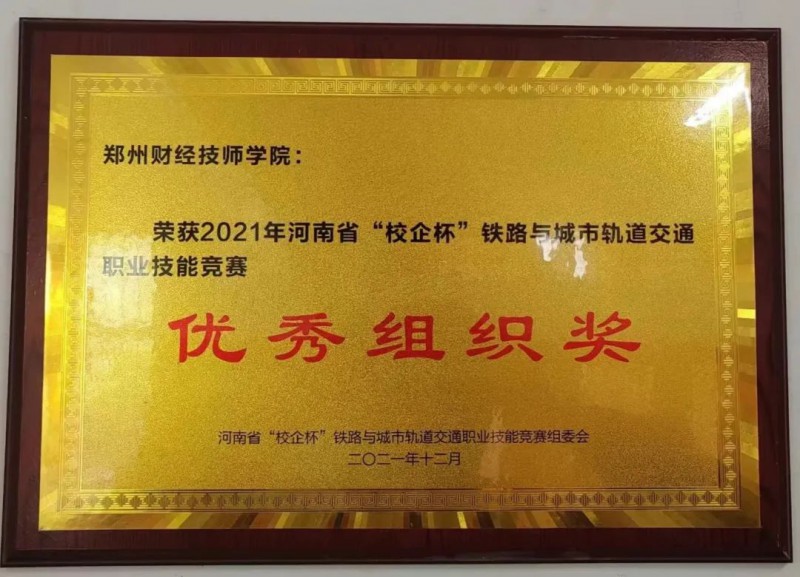 郑州财经技师学院：
荣获2021年河南省“校企杯”铁路与城市轨道交通
职业技能竞赛
优秀组织奖
河南省“校企杯”铁路与城市轨道交通职业技能竞赛组委会
二〇二一年十二月